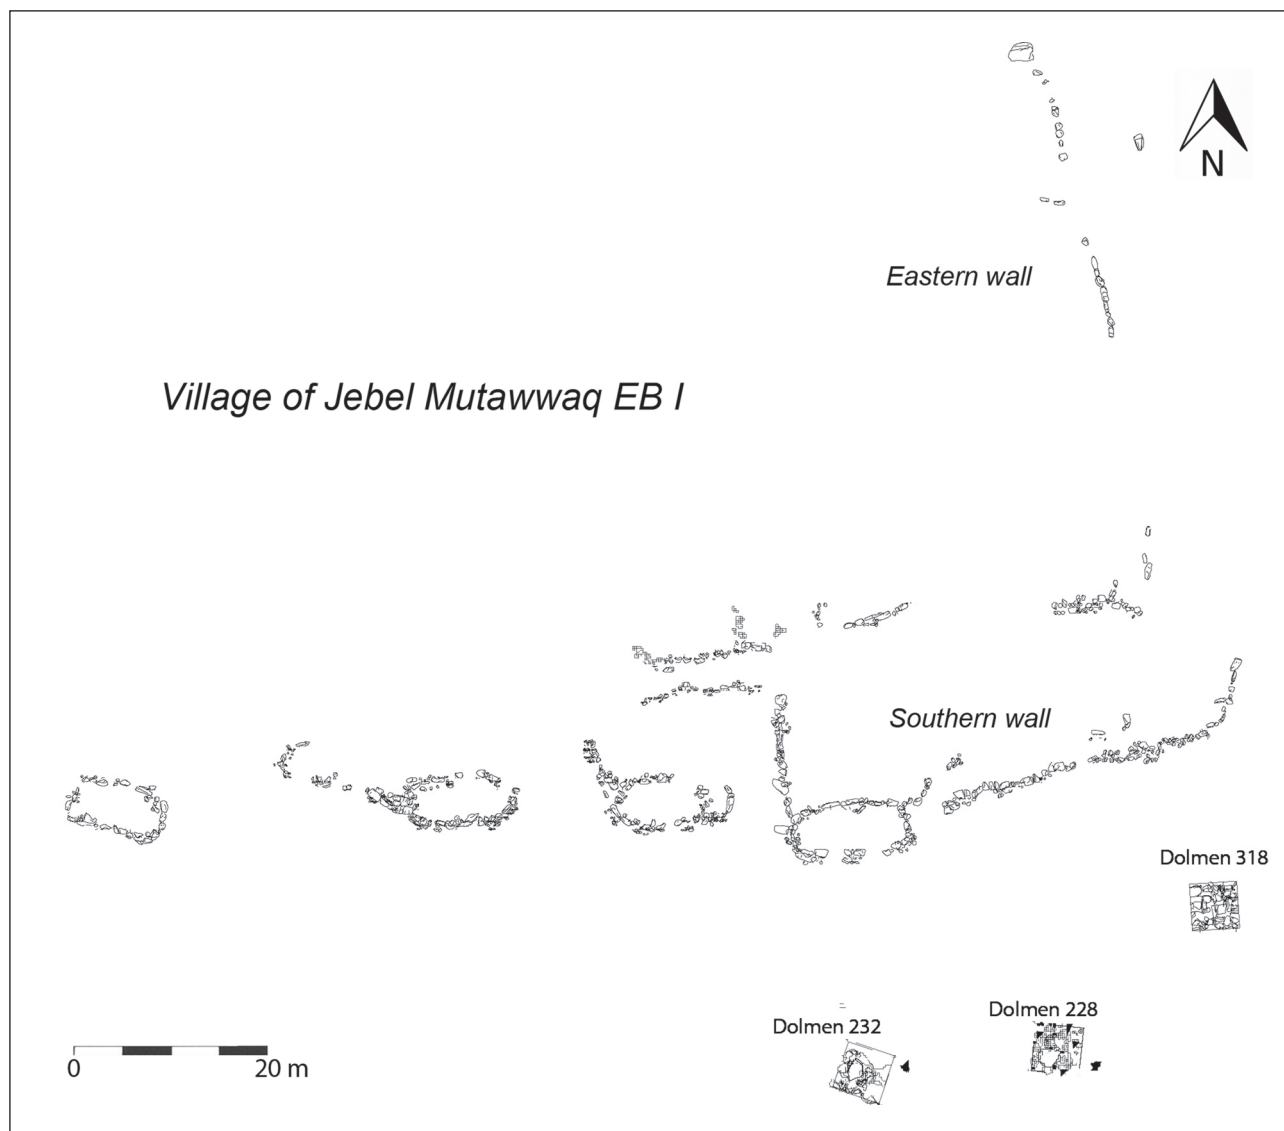 N
Eastern wall
Village of Jebel Mutawwaq EB I
Southern wall
Dolmen 318
Dolmen 228
Dolmen 232
0 20 m